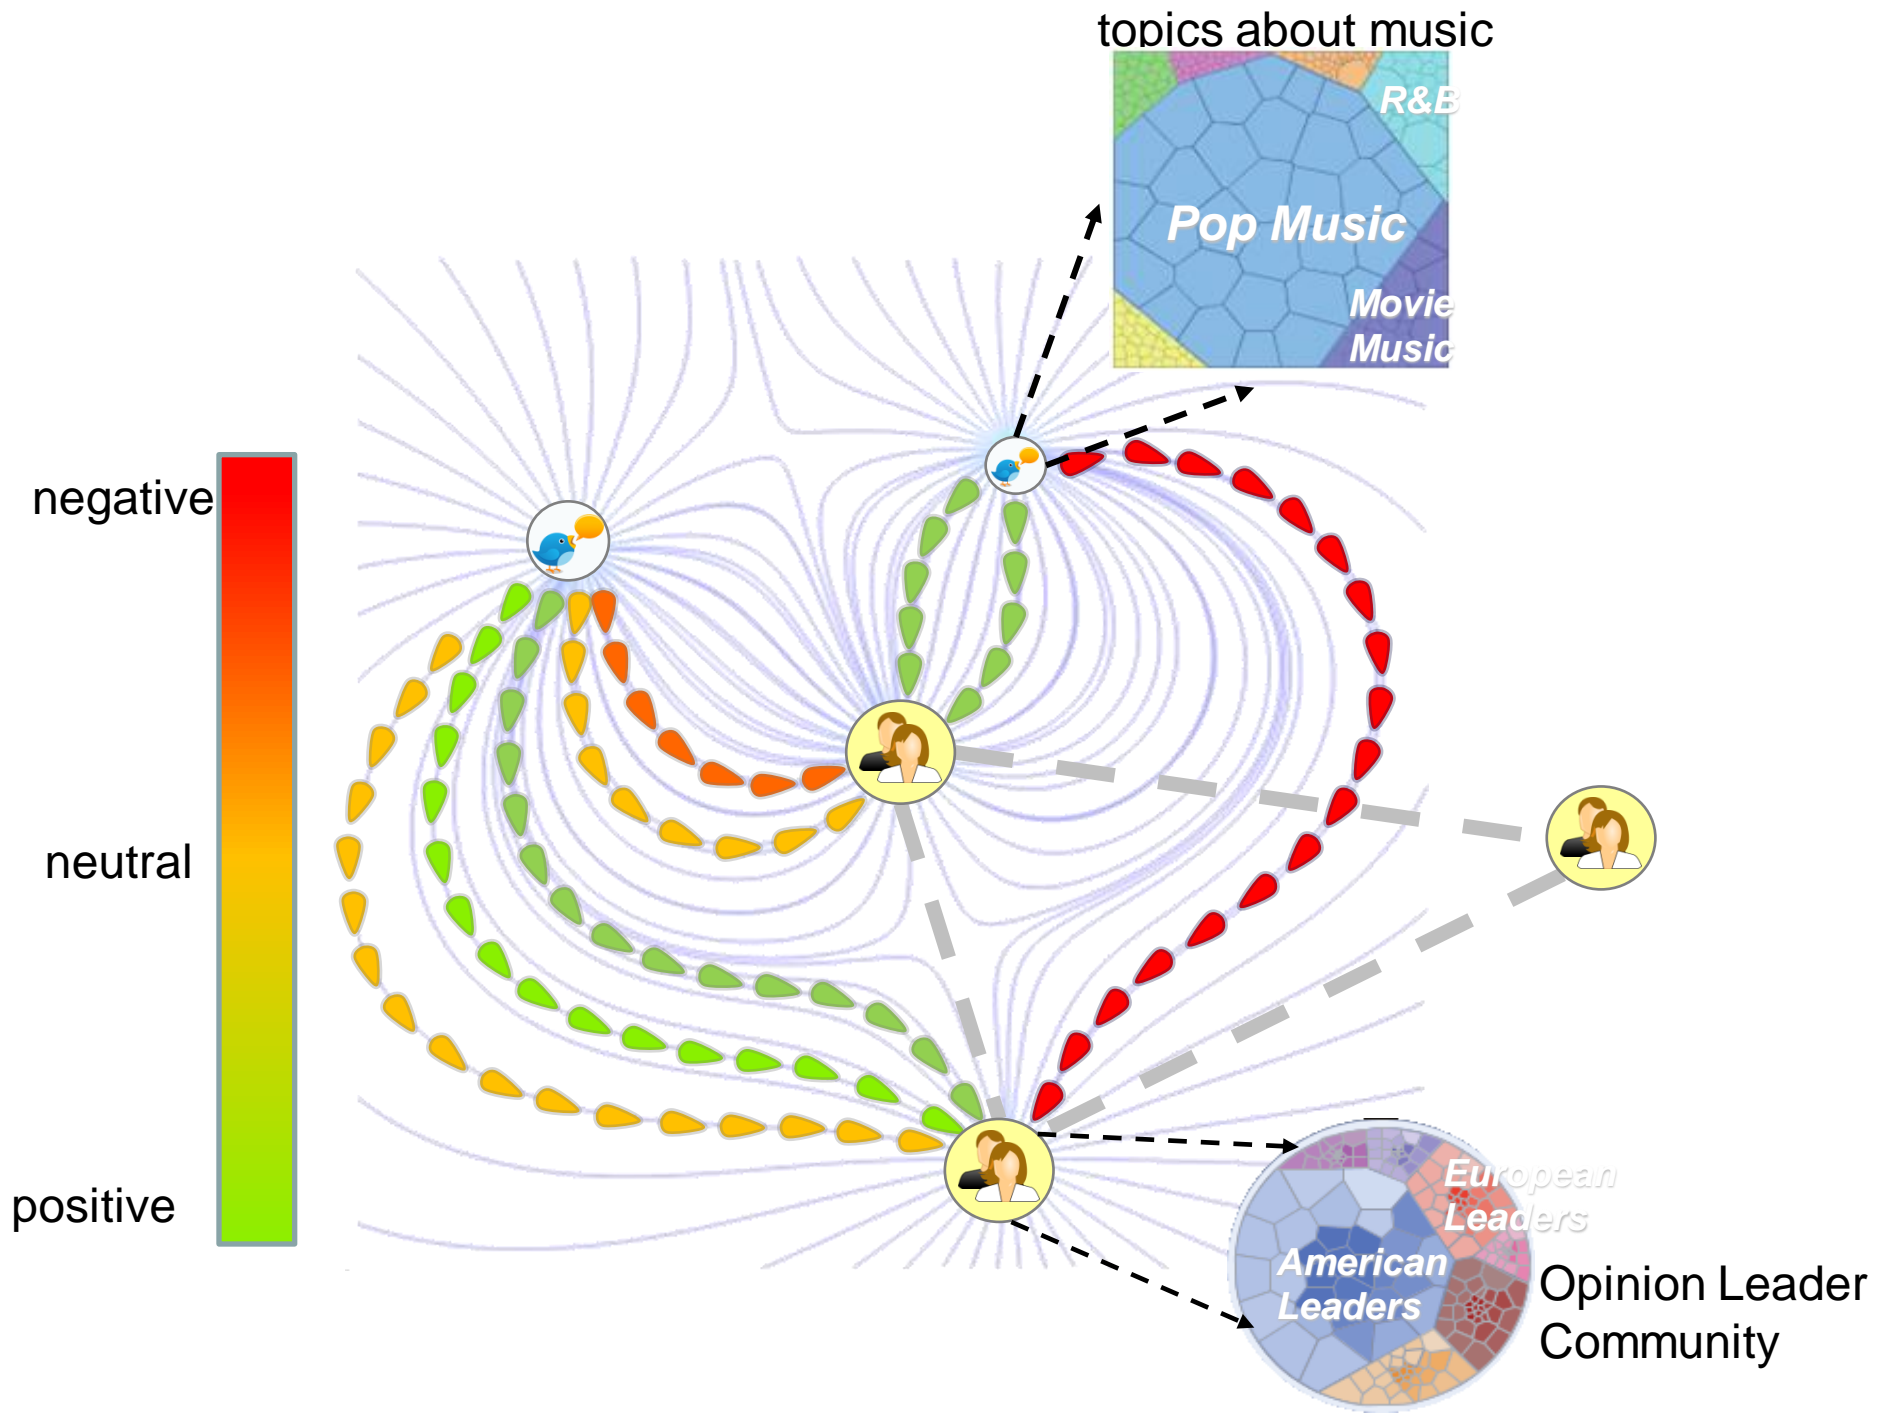 topics about music
R&B
Pop Music
Movie
Music
negative
neutral
positive
European
Leaders
American
Leaders
Opinion Leader
Community